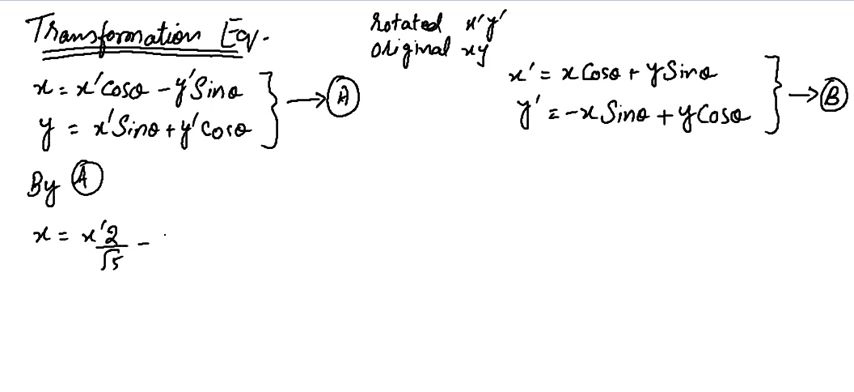 Transformation Eq.
Rotated x'y'
Original xy
x = x'Cosθ - y'Sinθ
y = x'Sinθ + y'Cosθ
→ A
x' = x Cosθ + y Sinθ
y' = -x Sinθ + y Cosθ
→ B
By A
x = x' 2/√5 -